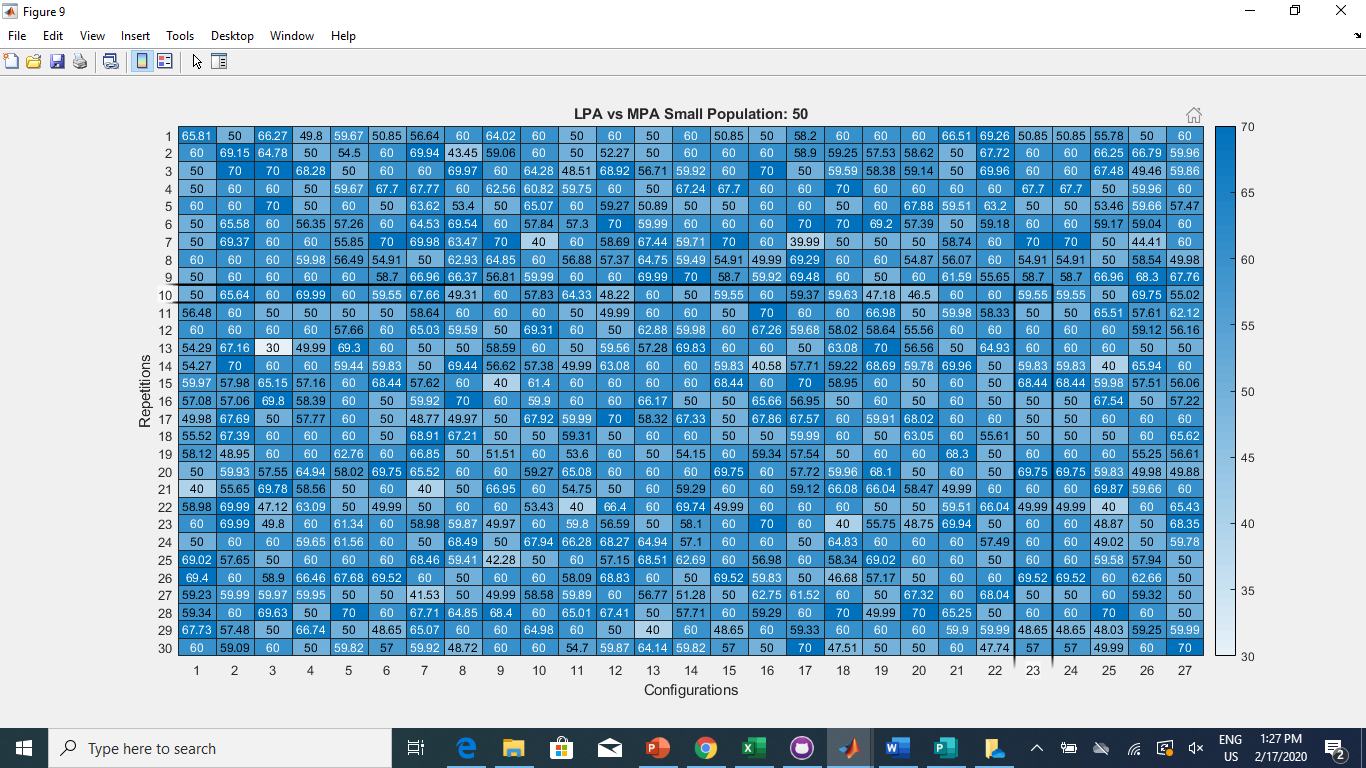 Figure 9
File Edit View Insert Tools Desktop Window Help
LPA vs MPA Small Population: 50
1 65.81 50 66.27 49.8 59.67 50.85 56.64 60 64.02 60 50 60 50 60 50.85 50 58.2 60 60 60 66.51 69.26 50.85 50.85 55.78 50 60 70
2 60 69.15 64.78 50 54.5 60 69.94 43.45 59.06 60 50 52.27 50 60 60 60 58.9 59.25 57.53 58.62 50 67.72 60 60 66.25 66.79 59.96
3 50 70 70 68.28 50 60 60 69.97 60 64.28 48.51 68.92 56.71 59.92 60 70 50 59.59 58.38 59.14 50 69.96 60 60 67.48 49.46 59.86
4 50 60 60 50 59.67 67.7 67.77 60 62.56 60.82 59.75 60 50 67.24 67.7 60 60 70 60 60 60 60 67.7 67.7 50 59.96 60 65
5 60 60 70 50 60 50 63.62 53.4 50 65.07 60 59.27 50.89 50 50 60 60 60 60 67.88 59.51 63.2 50 50 53.46 59.66 57.47
6 50 65.58 60 56.35 57.26 60 64.53 69.54 60 57.84 57.3 70 59.99 60 60 60 70 70 69.2 57.39 50 59.18 60 60 59.17 59.04 60
7 50 69.37 60 60 55.85 70 69.98 63.47 70 40 60 58.69 67.44 59.71 70 60 39.99 50 50 50 58.74 60 70 70 50 44.41 60
8 60 60 60 59.98 56.49 54.91 50 62.93 64.85 60 56.88 57.37 64.75 59.49 54.91 49.99 69.29 60 60 54.87 56.07 60 54.91 54.91 50 58.54 49.98 60
9 50 60 60 60 60 58.7 66.96 66.37 56.81 59.99 60 60 69.99 70 58.7 59.92 69.48 60 50 60 61.59 55.65 58.7 58.7 66.96 68.3 67.76
10 50 65.64 60 69.99 60 59.55 67.66 49.31 60 57.83 64.33 48.22 60 50 59.55 60 59.37 59.63 47.18 46.5 60 60 59.55 59.55 50 69.75 55.02
11 56.48 60 50 50 50 50 58.64 60 60 60 50 49.99 60 60 50 70 60 60 66.98 50 59.98 58.33 50 50 65.51 57.61 62.12
12 60 60 60 60 57.66 60 65.03 59.59 50 69.31 60 50 62.88 59.98 60 67.26 59.68 58.02 58.64 55.56 60 60 60 60 60 59.12 56.16 55
13 54.29 67.16 30 49.99 69.3 60 50 50 58.59 60 50 59.56 57.28 69.83 60 60 50 63.08 70 56.56 50 64.93 60 60 60 50 50
14 54.27 70 60 60 59.44 59.83 50 69.44 56.62 57.38 49.99 63.08 60 60 59.83 40.58 57.71 59.22 68.69 59.78 69.96 50 59.83 59.83 40 65.94 60
15 59.97 57.98 65.15 57.16 60 68.44 57.62 60 40 61.4 60 60 60 60 68.44 60 70 58.95 60 50 60 50 68.44 68.44 59.98 57.51 56.06
16 57.08 57.06 69.8 58.39 60 50 59.92 70 60 59.9 60 60 66.17 50 50 65.66 56.95 50 60 60 60 50 50 50 67.54 50 57.22 50
17 49.98 67.69 50 57.77 60 50 48.77 49.97 50 67.92 59.99 70 58.32 67.33 50 67.86 67.57 60 59.91 68.02 60 60 50 50 60 60 60
18 55.52 67.39 60 60 60 50 68.91 67.21 50 50 59.31 50 60 60 50 50 59.99 60 50 63.05 60 55.61 50 50 50 60 65.62
19 58.12 48.95 60 60 62.76 60 66.85 50 51.51 60 53.6 60 50 54.15 60 59.34 57.54 50 60 60 68.3 50 60 60 60 55.25 56.61
20 50 59.93 57.55 64.94 58.02 69.75 65.52 60 60 59.27 65.08 60 60 60 69.75 60 57.72 59.96 68.1 50 60 50 69.75 69.75 59.83 49.98 49.88 45
21 40 55.65 69.78 58.56 50 60 40 50 66.95 60 54.75 50 60 59.29 60 60 59.12 66.08 66.04 58.47 49.99 60 60 60 69.87 59.66 60
22 58.98 69.99 47.12 63.09 50 49.99 50 60 60 53.43 40 66.4 60 69.74 49.99 60 60 60 50 50 59.51 66.04 49.99 49.99 40 60 65.43
23 60 69.99 49.8 60 61.34 60 58.98 59.87 49.97 60 59.8 56.59 50 58.1 60 70 60 40 55.75 48.75 69.94 50 60 60 48.87 50 68.35 40
24 50 60 60 59.65 61.56 60 50 68.49 50 67.94 66.28 68.27 64.94 57.1 60 60 50 64.83 60 60 60 57.49 60 60 49.02 50 59.78
25 69.02 57.65 50 60 60 60 68.46 59.41 42.28 50 60 57.15 68.51 62.69 60 56.98 60 58.34 69.02 60 60 60 60 60 59.58 57.94 50
26 69.4 60 58.9 66.46 67.68 69.52 60 50 60 60 58.09 68.83 60 50 69.52 59.83 50 46.68 57.17 50 60 60 69.52 69.52 60 62.66 50
27 59.23 59.99 59.97 59.95 50 50 41.53 50 49.99 58.58 59.89 60 56.77 51.28 50 62.75 61.52 60 50 67.32 60 68.04 50 50 60 59.32 50 35
28 59.34 60 69.63 50 70 60 67.71 64.85 68.4 60 65.01 67.41 50 57.71 60 59.29 60 70 49.99 70 65.25 50 60 60 70 60 50
29 67.73 57.48 50 66.74 50 48.65 65.07 60 60 64.98 60 50 40 60 48.65 60 59.33 60 60 60 59.9 59.99 48.65 48.65 48.03 59.25 59.99
30 60 59.09 60 50 59.82 57 59.92 48.72 60 60 54.7 59.87 64.14 59.82 57 50 70 47.51 50 50 60 47.74 57 57 49.99 60 70 30
Repetitions
1 2 3 4 5 6 7 8 9 10 11 12 13 14 15 16 17 18 19 20 21 22 23 24 25 26 27
Configurations
Type here to search
ENG 1:27 PM
US 2/17/2020
2